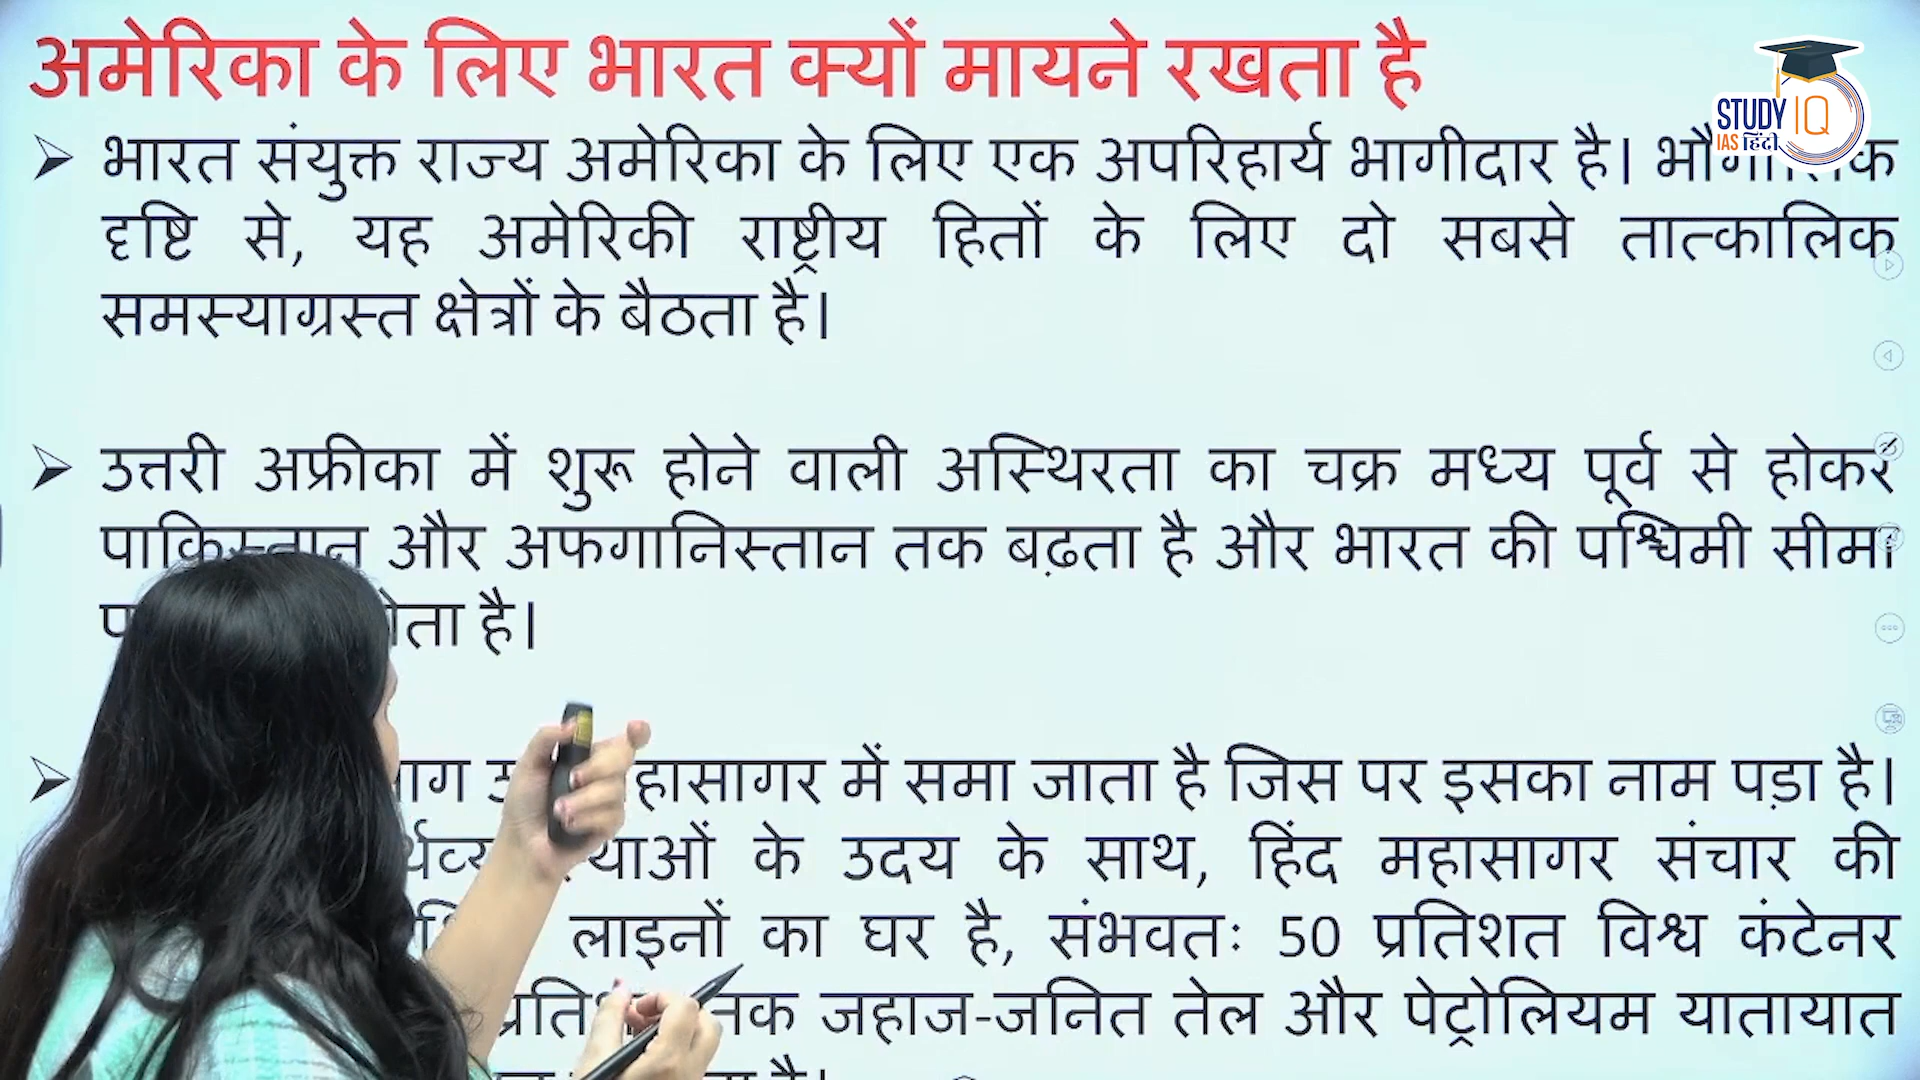 अमेरिका के लिए भारत क्यों मायने रखता है
STUDY IQ
IAS हिंदी
भारत संयुक्त राज्य अमेरिका के लिए एक अपरिहार्य भागीदार है।
दृष्टि से, यह अमेरिकी राष्ट्रीय हितों के लिए दो सबसे तात्कालिक
समस्याग्रस्त क्षेत्रों के बैठता है।
उत्तरी अफ्रीका में शुरू होने वाली अस्थिरता का चक्र मध्य पूर्व से होकर
पाकिस्तान और अफगानिस्तान तक बढ़ता है और भारत की पश्चिमी सीमा
है।
में समा जाता है जिस पर इसका नाम पड़ा है।
के उदय के साथ, हिंद महासागर संचार की
लाइनों का घर है, संभवतः 50 प्रतिशत विश्व कंटेनर
जहाज-जनित तेल और पेट्रोलियम यातायात